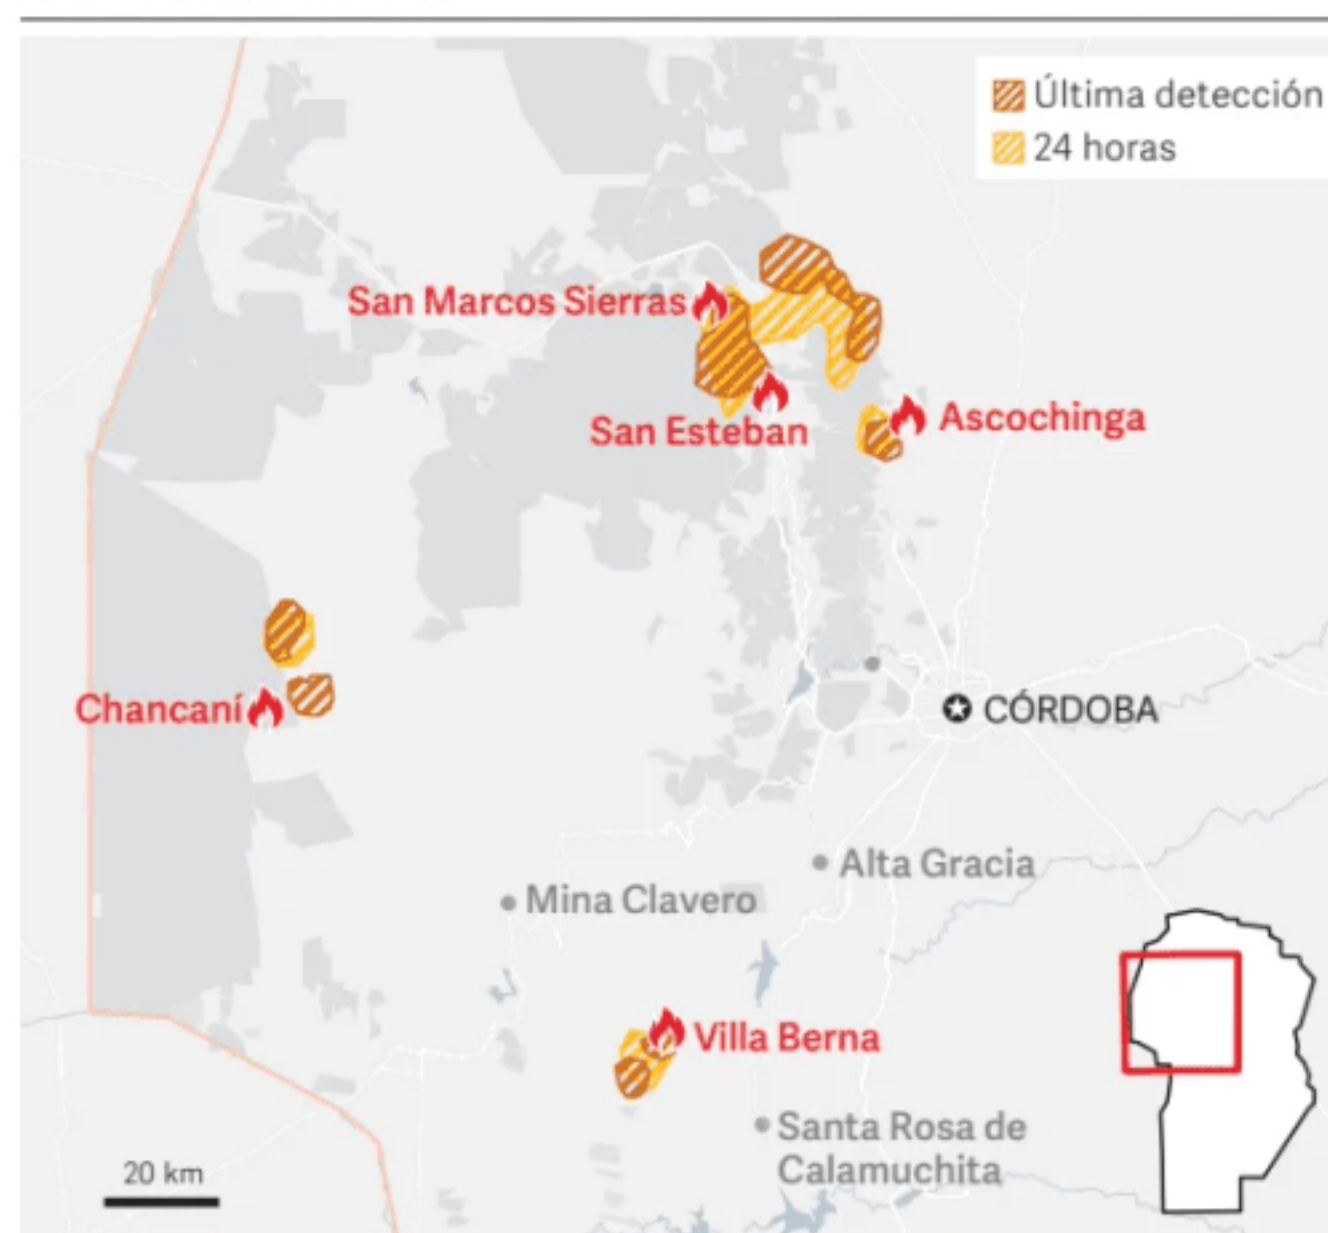 Última detección
24 horas
San Marcos Sierras
San Esteban
Ascochinga
Chancaní
CÓRDOBA
Alta Gracia
Mina Clavero
Villa Berna
Santa Rosa de
Calamuchita
20 km